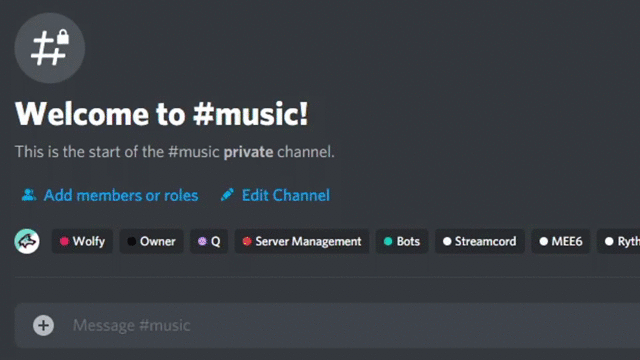 Welcome to #music!
This is the start of the #music private channel.
Add members or roles Edit Channel
Wolfy Owner Q Server Management Bots Streamcord MEE6 Ryth
Message #music